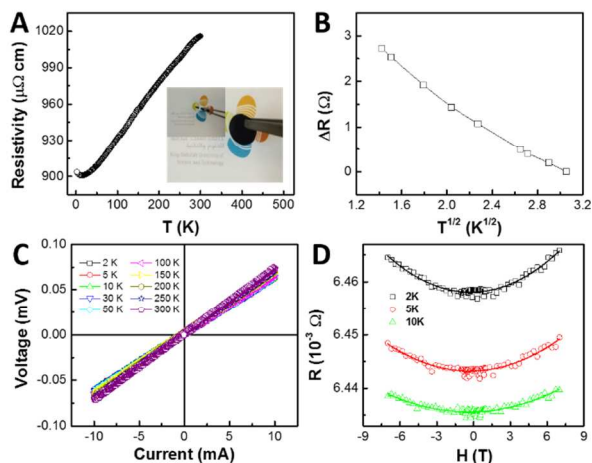 A
1020
990
960
930
900
Resistivity (μΩ cm)
0 100 200 300 400 500
T (K)
B
3
2
1
0
ΔR (Ω)
1.2 1.6 2.0 2.4 2.8 3.2
T^1/2 (K^1/2)
C
0.10
0.05
0.00
-0.05
-0.10
Voltage (mV)
2 K 100 K
5 K 150 K
10 K 200 K
30 K 250 K
50 K 300 K
-10 -5 0 5 10
Current (mA)
D
6.46
6.45
6.44
R (10^-3 Ω)
2K
5K
10K
-9 -6 -3 0 3 6 9
H (T)